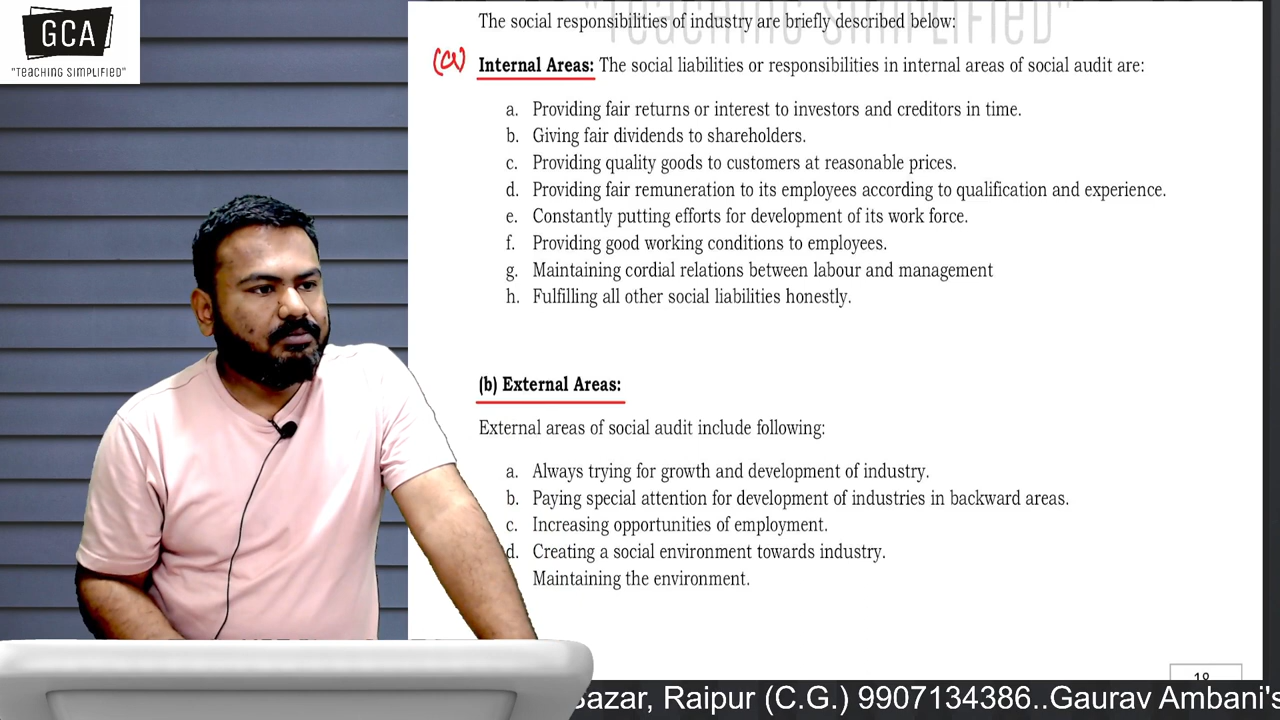 GCA
"TEACHING SIMPLIFIED"
"TEACHING SIMPLIFIED"
The social responsibilities of industry are briefly described below:
(a) Internal Areas: The social liabilities or responsibilities in internal areas of social audit are:
a. Providing fair returns or interest to investors and creditors in time.
b. Giving fair dividends to shareholders.
c. Providing quality goods to customers at reasonable prices.
d. Providing fair remuneration to its employees according to qualification and experience.
e. Constantly putting efforts for development of its work force.
f. Providing good working conditions to employees.
g. Maintaining cordial relations between labour and management
h. Fulfilling all other social liabilities honestly.
(b) External Areas:
External areas of social audit include following:
a. Always trying for growth and development of industry.
b. Paying special attention for development of industries in backward areas.
c. Increasing opportunities of employment.
d. Creating a social environment towards industry.
Maintaining the environment.
18
Bazar, Raipur (C.G.) 9907134386..Gaurav Ambani's